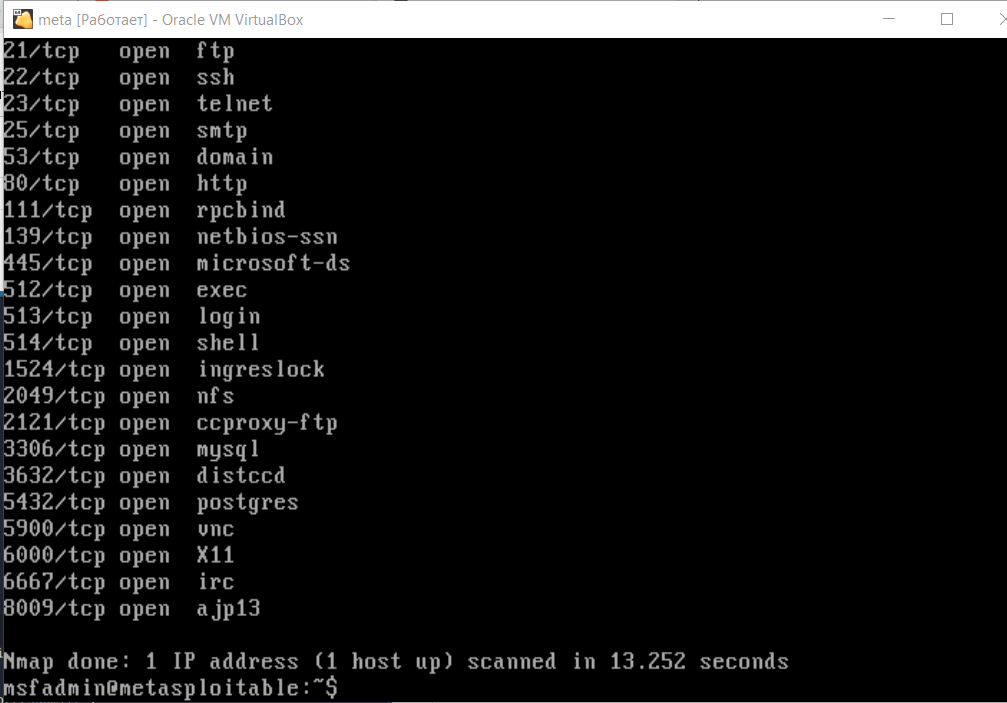 meta [Работает] - Oracle VM VirtualBox
21/tcp open ftp
22/tcp open ssh
23/tcp open telnet
25/tcp open smtp
53/tcp open domain
80/tcp open http
111/tcp open rpcbind
139/tcp open netbios-ssn
445/tcp open microsoft-ds
512/tcp open exec
513/tcp open login
514/tcp open shell
1524/tcp open ingreslock
2049/tcp open nfs
2121/tcp open ccproxy-ftp
3306/tcp open mysql
3632/tcp open distccd
5432/tcp open postgres
5900/tcp open vnc
6000/tcp open X11
6667/tcp open irc
8009/tcp open ajp13
Nmap done: 1 IP address (1 host up) scanned in 13.252 seconds
msfadmin@metasploitable:~$